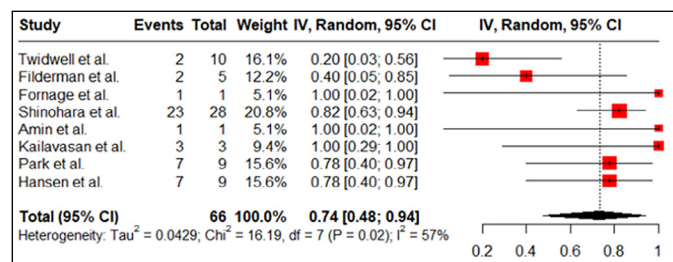 Study Events Total Weight IV, Random, 95% CI IV, Random, 95% CI
Twidwell et al. 2 10 16.1% 0.20 [0.03; 0.56]
Filderman et al. 2 5 12.2% 0.40 [0.05; 0.85]
Fornage et al. 1 1 5.1% 1.00 [0.02; 1.00]
Shinohara et al. 23 28 20.8% 0.82 [0.63; 0.94]
Amin et al. 1 1 5.1% 1.00 [0.02; 1.00]
Kailavasan et al. 3 3 9.4% 1.00 [0.29; 1.00]
Park et al. 7 9 15.6% 0.78 [0.40; 0.97]
Hansen et al. 7 9 15.6% 0.78 [0.40; 0.97]
Total (95% CI) 66 100.0% 0.74 [0.48; 0.94]
Heterogeneity: Tau² = 0.0429; Chi² = 16.19, df = 7 (P = 0.02); I² = 57%
0.2 0.4 0.6 0.8 1